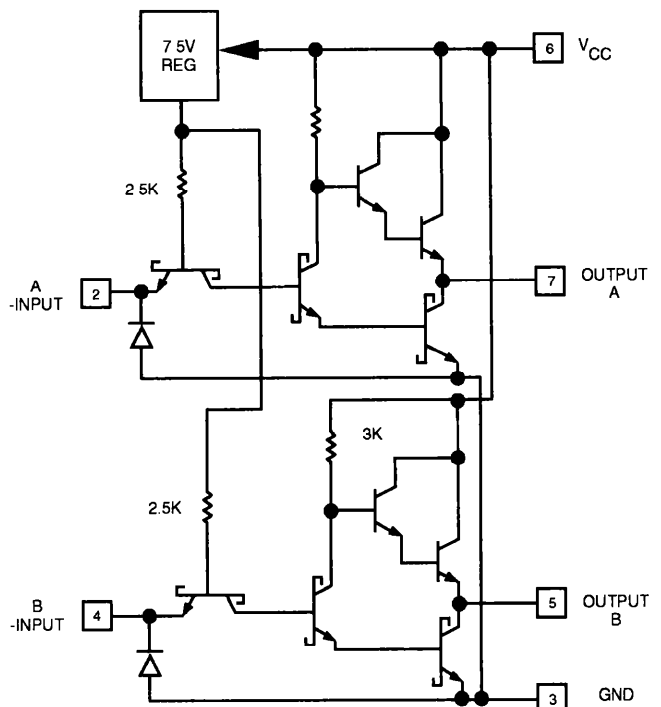 7 5V
REG
6
VCC
2 5K
A
-INPUT
2
7
OUTPUT
A
3K
2.5K
B
-INPUT
4
5
OUTPUT
B
3
GND